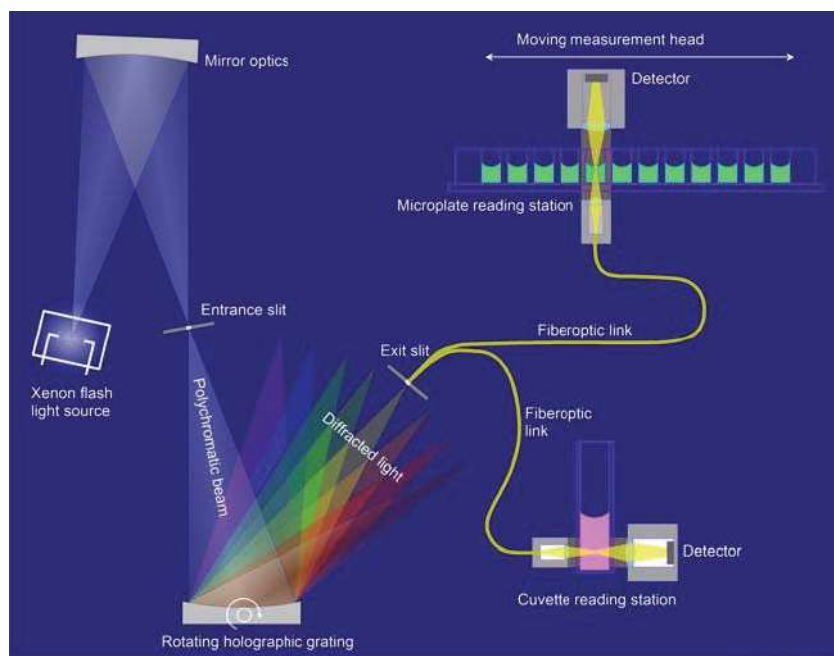 Mirror optics
Moving measurement head
Detector
Microplate reading station
Entrance slit
Xenon flash
light source
Polychromatic beam
Exit slit
Fiberoptic link
Fiberoptic
link
Diffracted light
Detector
Cuvette reading station
Rotating holographic grating